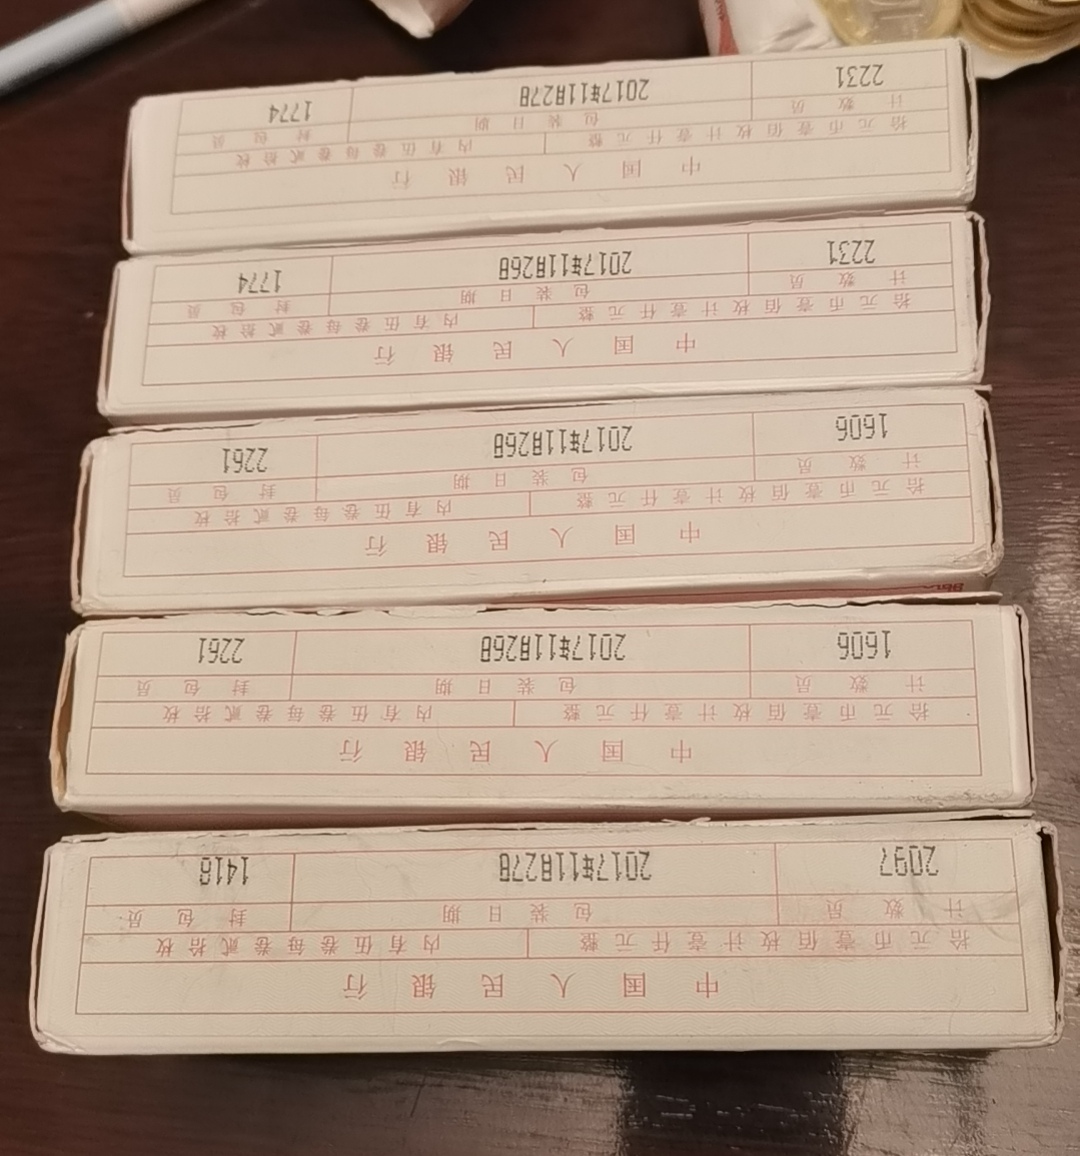 中国人民银行
拾元币壹佰枚计壹仟元整 内有伍卷每卷贰拾枚
计数员 包装日期 封包员
2097 2017年11月27日 1418
中国人民银行
拾元币壹佰枚计壹仟元整 内有伍卷每卷贰拾枚
计数员 包装日期 封包员
1606 2017年11月26日 2261
中国人民银行
拾元币壹佰枚计壹仟元整 内有伍卷每卷贰拾枚
计数员 包装日期 封包员
1606 2017年11月26日 2261
中国人民银行
拾元币壹佰枚计壹仟元整 内有伍卷每卷贰拾枚
计数员 包装日期 封包员
2231 2017年11月26日 1774
中国人民银行
拾元币壹佰枚计壹仟元整 内有伍卷每卷贰拾枚
计数员 包装日期 封包员
2231 2017年11月27日 1774